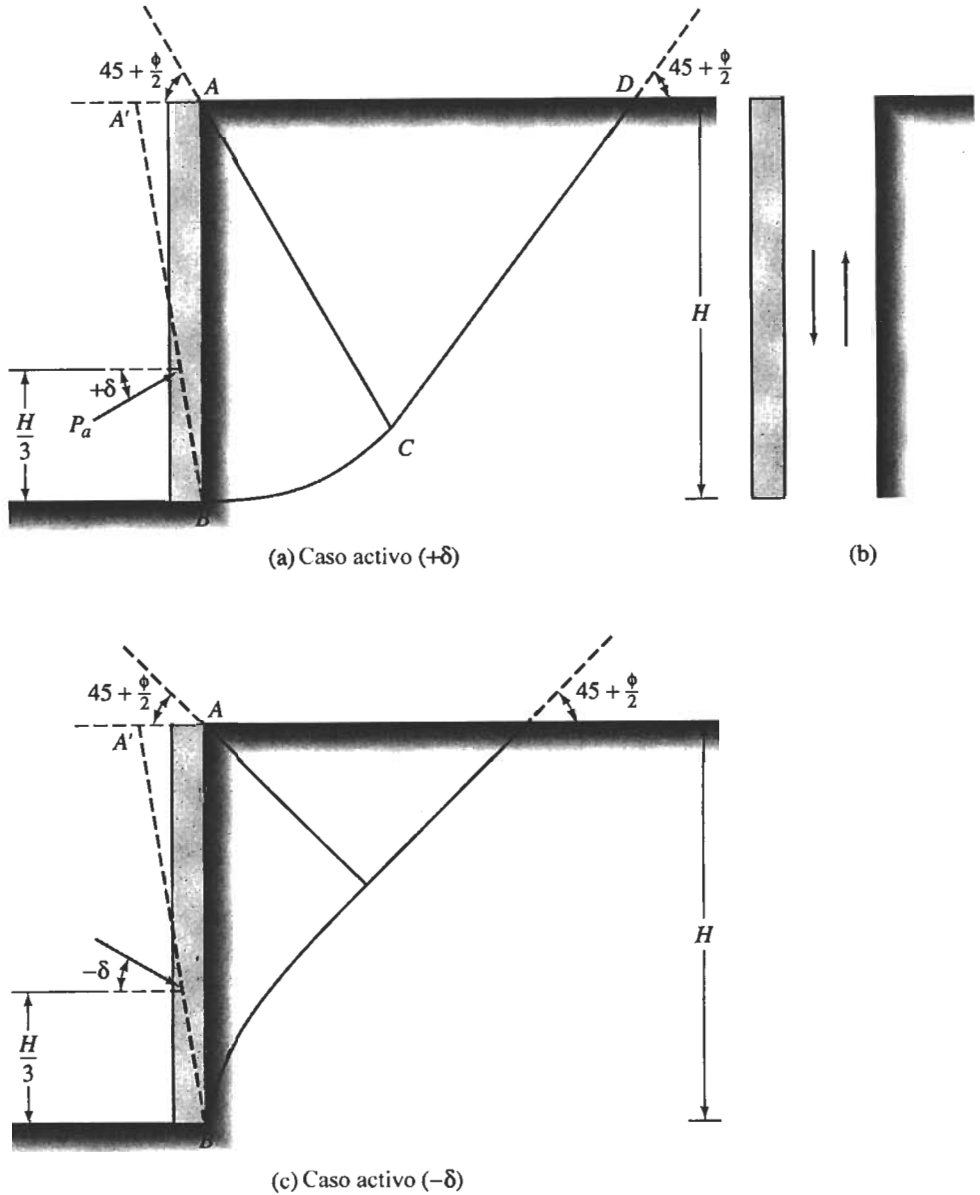 45 + ϕ/2
A
D
45 + ϕ/2
A'
H
+δ
P_a
H/3
C
B
(a) Caso activo (+δ)
(b)
45 + ϕ/2
A
45 + ϕ/2
A'
H
−δ
H/3
B
(c) Caso activo (−δ)